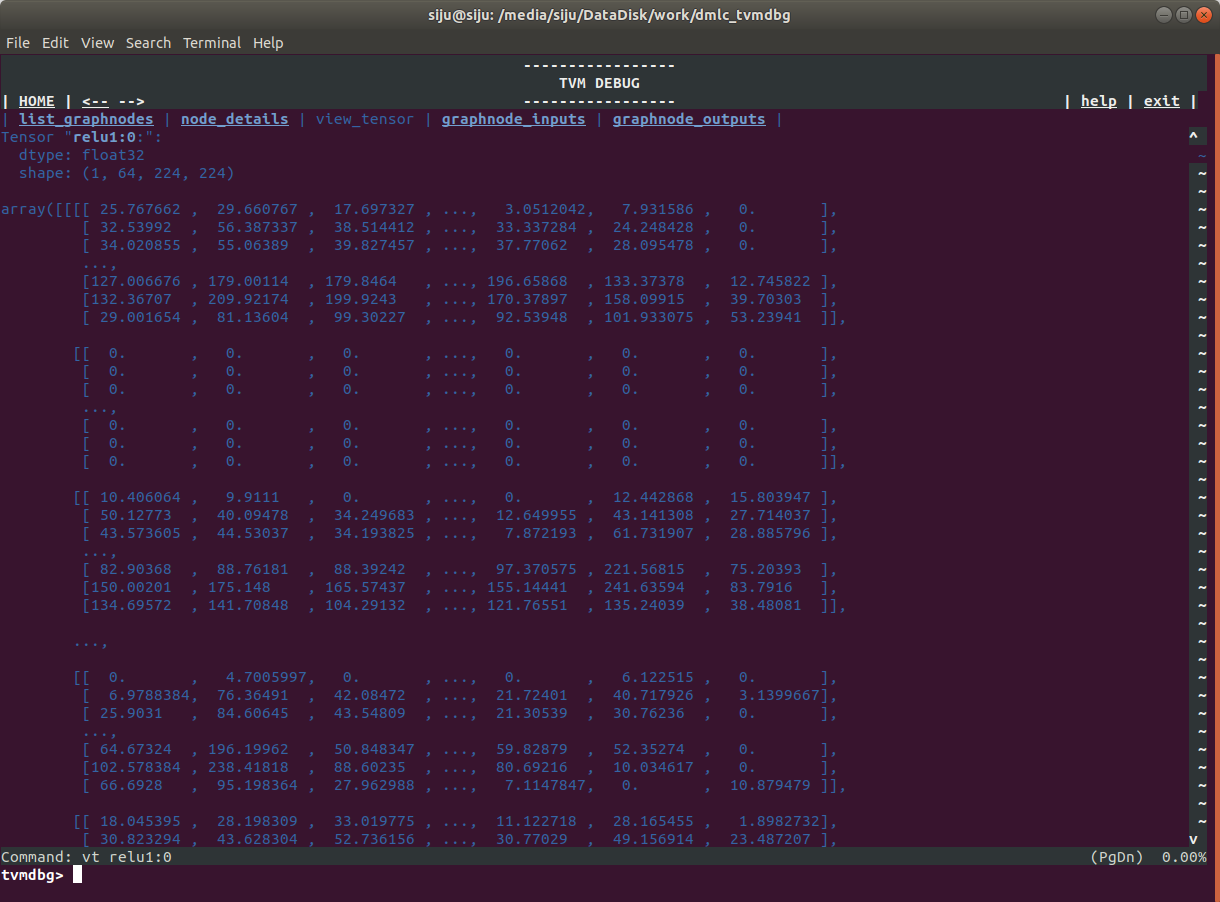 siju@siju: /media/siju/DataDisk/work/dmlc_tvmdbg
File Edit View Search Terminal Help
-----------------
TVM DEBUG
| HOME | <-- --> ----------------- | help | exit |
| list_graphnodes | node_details | view_tensor | graphnode_inputs | graphnode_outputs |
Tensor "relu1:0:": ^
  dtype: float32 ~
  shape: (1, 64, 224, 224) ~
~
array([[[[ 25.767662 ,  29.660767 ,  17.697327 , ...,   3.0512042,   7.931586 ,   0.       ], ~
         [ 32.53992  ,  56.387337 ,  38.514412 , ...,  33.337284 ,  24.248428 ,   0.       ], ~
         [ 34.020855 ,  55.06389  ,  39.827457 , ...,  37.77062  ,  28.095478 ,   0.       ], ~
         ..., ~
         [127.006676 , 179.00114  , 179.8464   , ..., 196.65868  , 133.37378  ,  12.745822 ], ~
         [132.36707  , 209.92174  , 199.9243   , ..., 170.37897  , 158.09915  ,  39.70303  ], ~
         [ 29.001654 ,  81.13604  ,  99.30227  , ...,  92.53948  , 101.933075 ,  53.23941  ]], ~
~
        [[  0.       ,   0.       ,   0.       , ...,   0.       ,   0.       ,   0.       ], ~
         [  0.       ,   0.       ,   0.       , ...,   0.       ,   0.       ,   0.       ], ~
         [  0.       ,   0.       ,   0.       , ...,   0.       ,   0.       ,   0.       ], ~
         ..., ~
         [  0.       ,   0.       ,   0.       , ...,   0.       ,   0.       ,   0.       ], ~
         [  0.       ,   0.       ,   0.       , ...,   0.       ,   0.       ,   0.       ], ~
         [  0.       ,   0.       ,   0.       , ...,   0.       ,   0.       ,   0.       ]], ~
~
        [[ 10.406064 ,   9.9111   ,   0.       , ...,   0.       ,  12.442868 ,  15.803947 ], ~
         [ 50.12773  ,  40.09478  ,  34.249683 , ...,  12.649955 ,  43.141308 ,  27.714037 ], ~
         [ 43.573605 ,  44.53037  ,  34.193825 , ...,   7.872193 ,  61.731907 ,  28.885796 ], ~
         ..., ~
         [ 82.90368  ,  88.76181  ,  88.39242  , ...,  97.370575 , 221.56815  ,  75.20393  ], ~
         [150.00201  , 175.148    , 165.57437  , ..., 155.14441  , 241.63594  ,  83.7916   ], ~
         [134.69572  , 141.70848  , 104.29132  , ..., 121.76551  , 135.24039  ,  38.48081  ]], ~
~
        ..., ~
~
        [[  0.       ,   4.7005997,   0.       , ...,   0.       ,   6.122515 ,   0.       ], ~
         [  6.9788384,  76.36491  ,  42.08472  , ...,  21.72401  ,  40.717926 ,   3.1399667], ~
         [ 25.9031   ,  84.60645  ,  43.54809  , ...,  21.30539  ,  30.76236  ,   0.       ], ~
         ..., ~
         [ 64.67324  , 196.19962  ,  50.848347 , ...,  59.82879  ,  52.35274  ,   0.       ], ~
         [102.578384 , 238.41818  ,  88.60235  , ...,  80.69216  ,  10.034617 ,   0.       ], ~
         [ 66.6928   ,  95.198364 ,  27.962988 , ...,   7.1147847,   0.       ,  10.879479 ]], ~
~
        [[ 18.045395 ,  28.198309 ,  33.019775 , ...,  11.122718 ,  28.165455 ,   1.8982732], ~
         [ 30.823294 ,  43.628304 ,  52.736156 , ...,  30.77029  ,  49.156914 ,  23.487207 ], v
Command: vt relu1:0 (PgDn) 0.00%
tvmdbg>